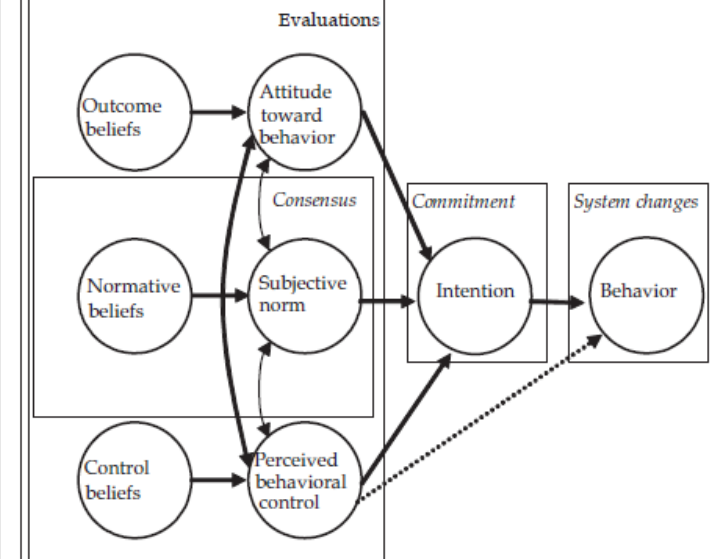 Evaluations
Outcome
beliefs
Attitude
toward
behavior
Consensus
Commitment
System changes
Normative
beliefs
Subjective
norm
Intention
Behavior
Control
beliefs
Perceived
behavioral
control